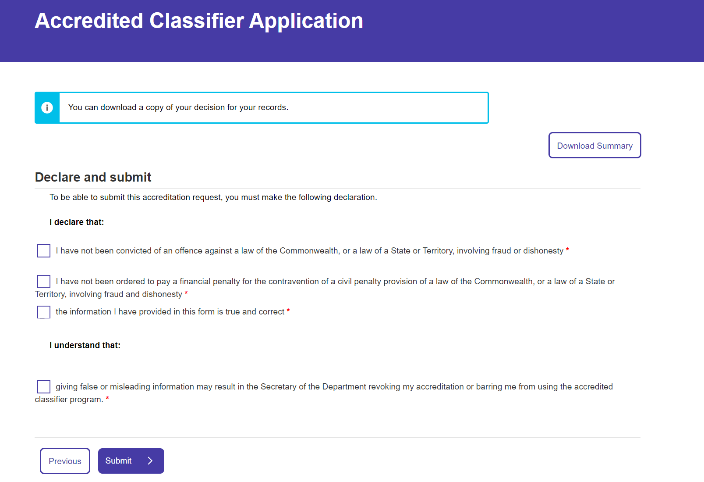 Accredited Classifier Application
i
You can download a copy of your decision for your records.
Download Summary
Declare and submit
To be able to submit this accreditation request, you must make the following declaration.
I declare that:
I have not been convicted of an offence against a law of the Commonwealth, or a law of a State or Territory, involving fraud or dishonesty *
I have not been ordered to pay a financial penalty for the contravention of a civil penalty provision of a law of the Commonwealth, or a law of a State or
Territory, involving fraud and dishonesty *
the information I have provided in this form is true and correct *
I understand that:
giving false or misleading information may result in the Secretary of the Department revoking my accreditation or barring me from using the accredited
classifier program. *
Previous
Submit